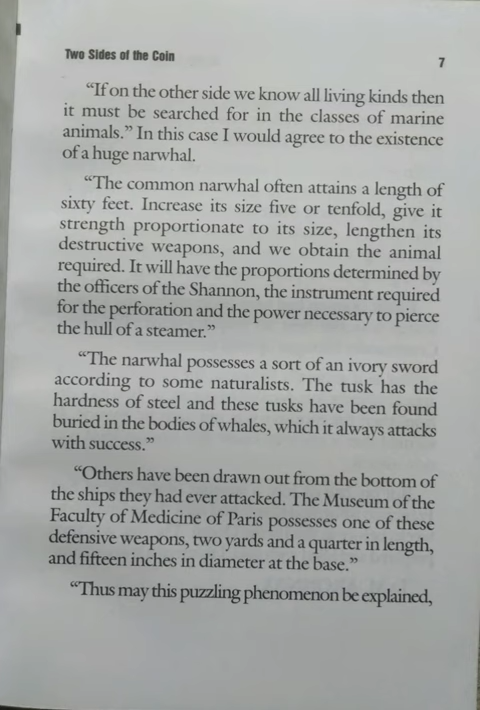 Two Sides of the Coin 7
“If on the other side we know all living kinds then
it must be searched for in the classes of marine
animals.” In this case I would agree to the existence
of a huge narwhal.
“The common narwhal often attains a length of
sixty feet. Increase its size five or tenfold, give it
strength proportionate to its size, lengthen its
destructive weapons, and we obtain the animal
required. It will have the proportions determined by
the officers of the Shannon, the instrument required
for the perforation and the power necessary to pierce
the hull of a steamer.”
“The narwhal possesses a sort of an ivory sword
according to some naturalists. The tusk has the
hardness of steel and these tusks have been found
buried in the bodies of whales, which it always attacks
with success.”
“Others have been drawn out from the bottom of
the ships they had ever attacked. The Museum of the
Faculty of Medicine of Paris possesses one of these
defensive weapons, two yards and a quarter in length,
and fifteen inches in diameter at the base.”
“Thus may this puzzling phenomenon be explained,